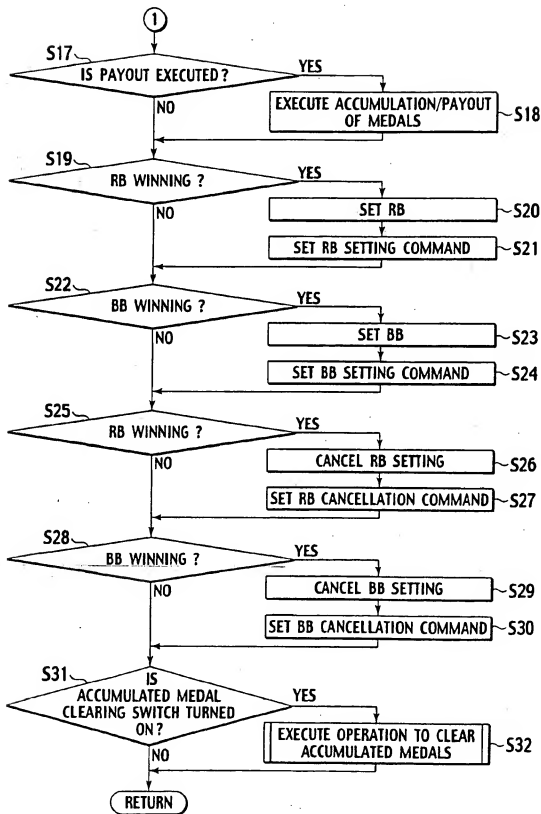 1
S17
IS PAYOUT EXECUTED ?
YES
NO
EXECUTE ACCUMULATION/PAYOUT
OF MEDALS
S18
S19
RB WINNING ?
YES
NO
SET RB
S20
SET RB SETTING COMMAND
S21
S22
BB WINNING ?
YES
NO
SET BB
S23
SET BB SETTING COMMAND
S24
S25
RB WINNING ?
YES
NO
CANCEL RB SETTING
S26
SET RB CANCELLATION COMMAND
S27
S28
BB WINNING ?
YES
NO
CANCEL BB SETTING
S29
SET BB CANCELLATION COMMAND
S30
S31
IS
ACCUMULATED MEDAL
CLEARING SWITCH TURNED
ON ?
YES
NO
EXECUTE OPERATION TO CLEAR
ACCUMULATED MEDALS
S32
RETURN